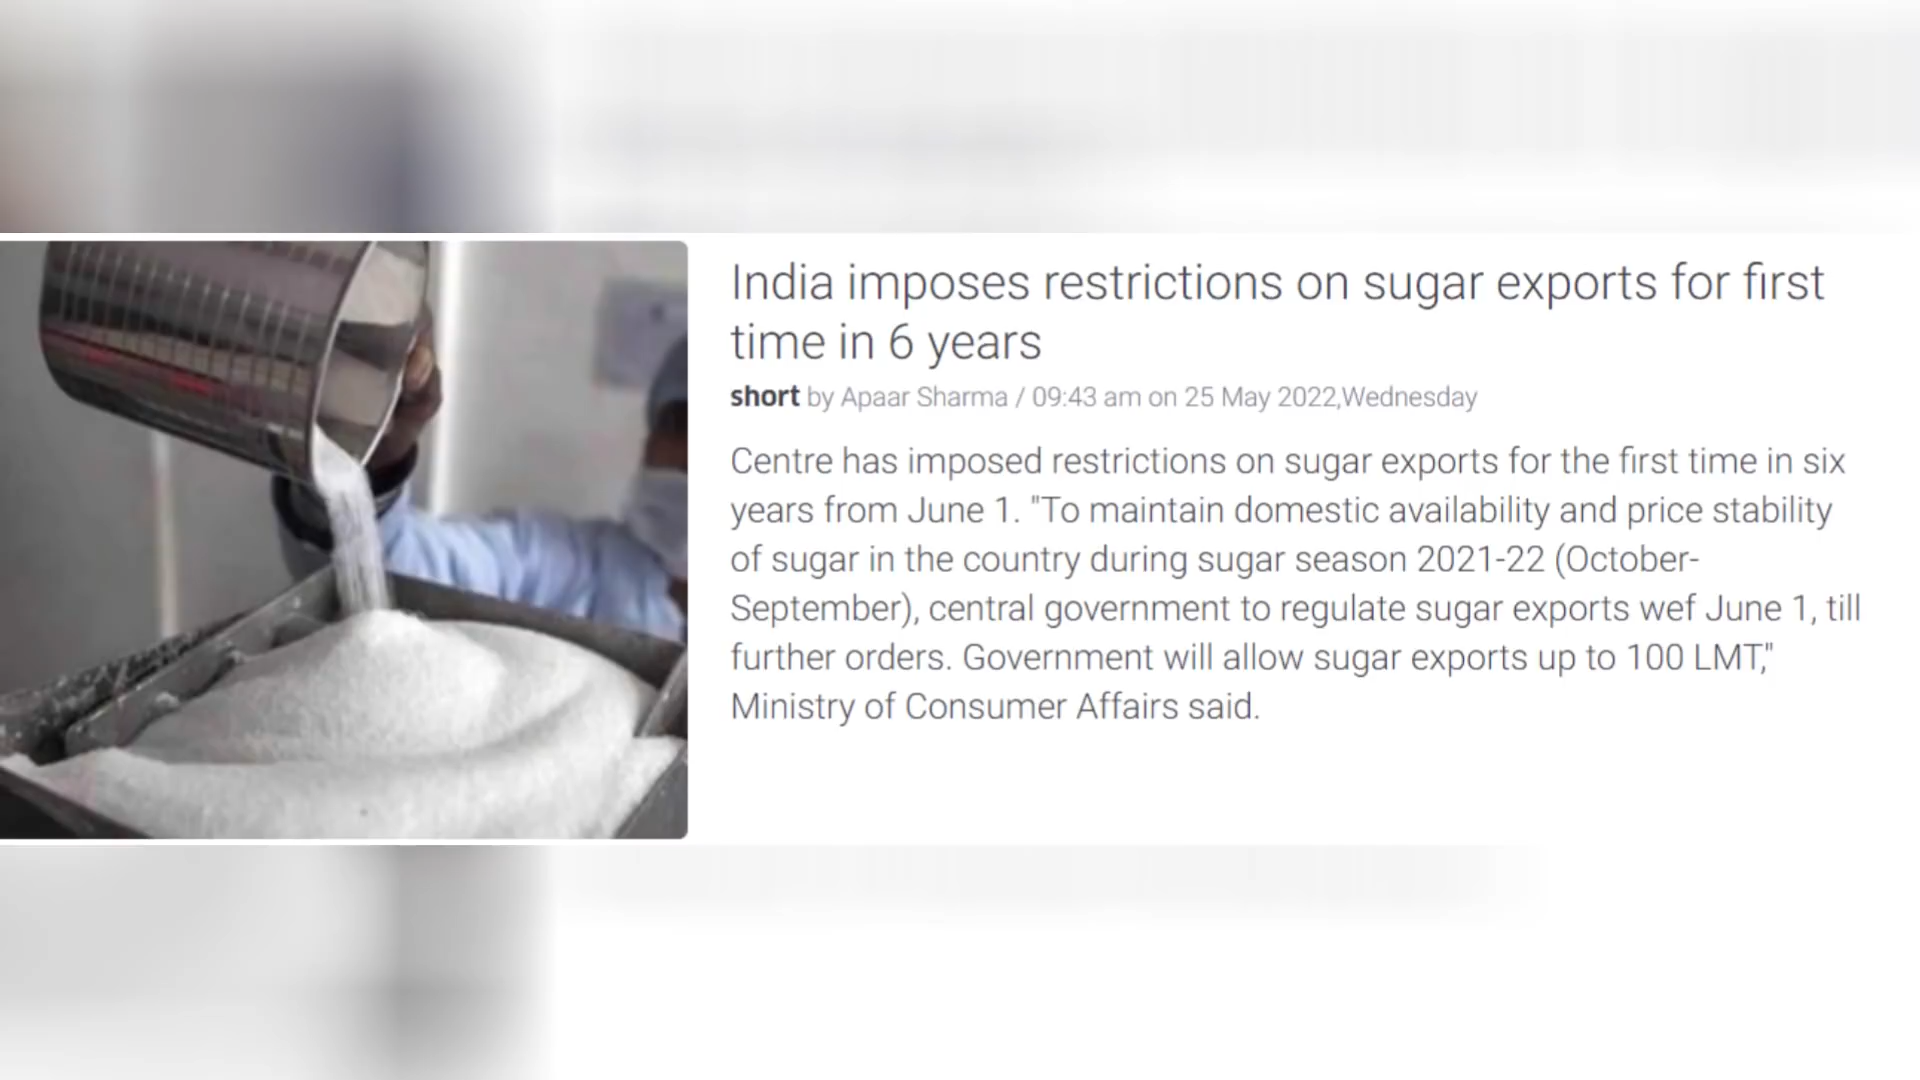 India imposes restrictions on sugar exports for first
time in 6 years
short by Apaar Sharma / 09:43 am on 25 May 2022,Wednesday
Centre has imposed restrictions on sugar exports for the first time in six
years from June 1. "To maintain domestic availability and price stability
of sugar in the country during sugar season 2021-22 (October-
September), central government to regulate sugar exports wef June 1, till
further orders. Government will allow sugar exports up to 100 LMT,"
Ministry of Consumer Affairs said.